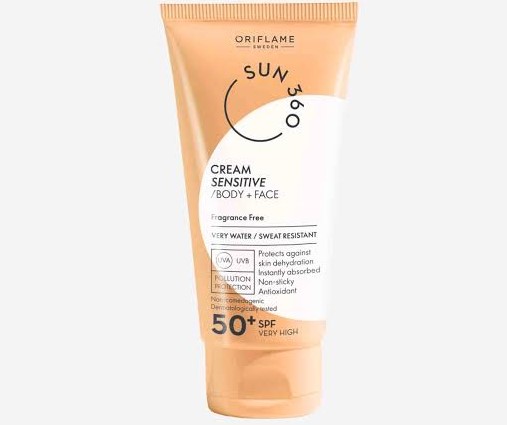 ORIFLAME
SWEDEN
SUN 360
CREAM
SENSITIVE
/BODY + FACE
Fragrance Free
VERY WATER / SWEAT RESISTANT
UVA UVB
POLLUTION
PROTECTION
Protects against
skin dehydration
Instantly absorbed
Non-sticky
Antioxidant
Non-comedogenic
Dermatologically tested
50+ SPF
VERY HIGH